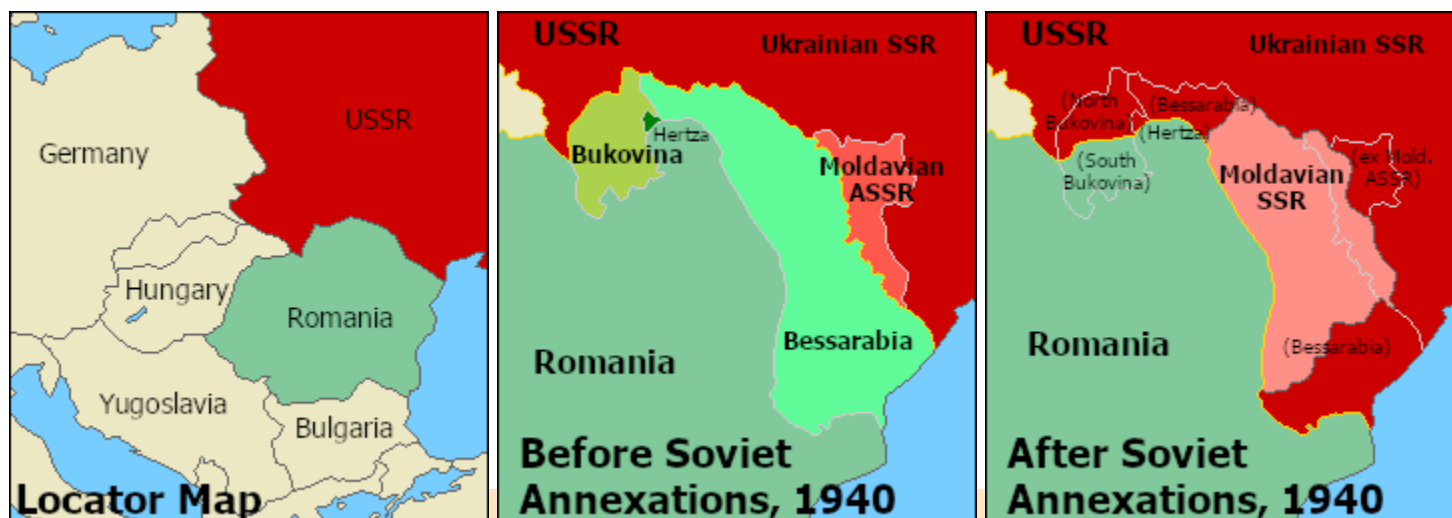 USSR
Germany
Hungary
Romania
Yugoslavia
Bulgaria
Locator Map
USSR
Ukrainian SSR
Hertza
Bukovina
Moldavian
ASSR
Bessarabia
Romania
Before Soviet
Annexations, 1940
USSR
Ukrainian SSR
(North
Bukovina)
(Bessarabia)
(Hertza)
(South
Bukovina)
(ex Mold.
ASSR)
Moldavian
SSR
(Bessarabia)
Romania
After Soviet
Annexations, 1940